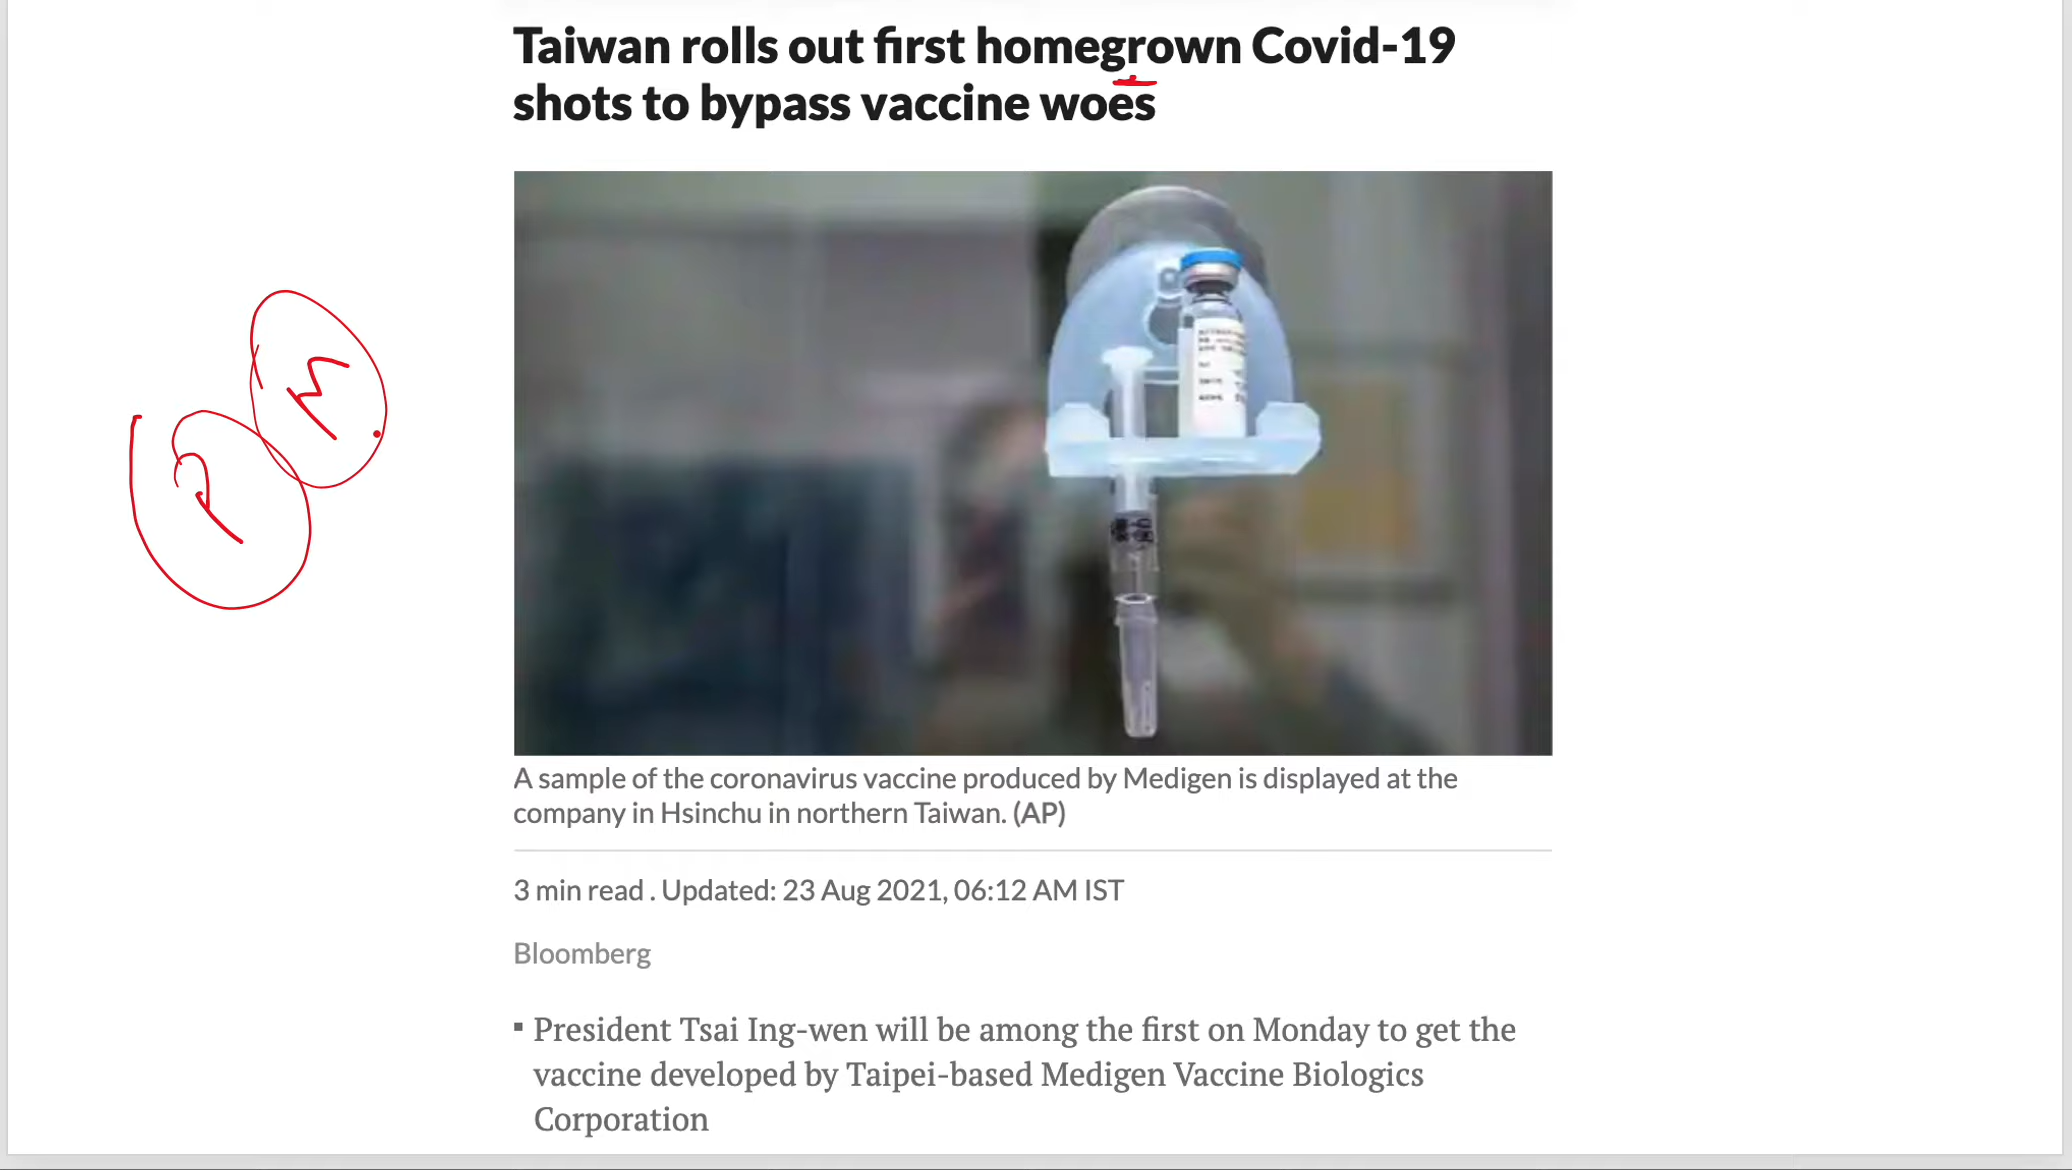 Taiwan rolls out first homegrown Covid-19
shots to bypass vaccine woes
P M
A sample of the coronavirus vaccine produced by Medigen is displayed at the
company in Hsinchu in northern Taiwan. (AP)
3 min read . Updated: 23 Aug 2021, 06:12 AM IST
Bloomberg
▪ President Tsai Ing-wen will be among the first on Monday to get the
vaccine developed by Taipei-based Medigen Vaccine Biologics
Corporation